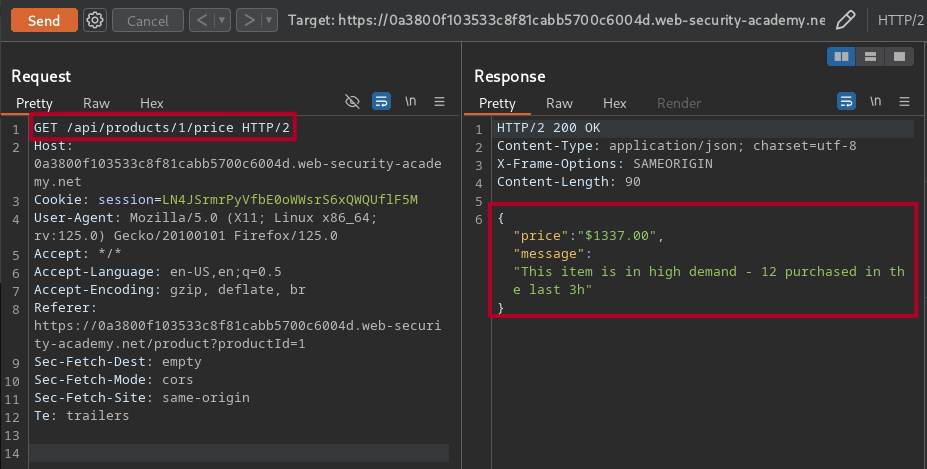 Send Cancel < > Target: https://0a3800f103533c8f81cabb5700c6004d.web-security-academy.ne HTTP/2
Request
Pretty Raw Hex \n
1 GET /api/products/1/price HTTP/2
2 Host:
0a3800f103533c8f81cabb5700c6004d.web-security-acade
my.net
3 Cookie: session=LN4JSrmrPyVfbE0oWWsrS6xQWQUflF5M
4 User-Agent: Mozilla/5.0 (X11; Linux x86_64;
rv:125.0) Gecko/20100101 Firefox/125.0
5 Accept: */*
6 Accept-Language: en-US,en;q=0.5
7 Accept-Encoding: gzip, deflate, br
8 Referer:
https://0a3800f103533c8f81cabb5700c6004d.web-securi
ty-academy.net/product?productId=1
9 Sec-Fetch-Dest: empty
10 Sec-Fetch-Mode: cors
11 Sec-Fetch-Site: same-origin
12 Te: trailers
13
14
Response
Pretty Raw Hex Render \n
1 HTTP/2 200 OK
2 Content-Type: application/json; charset=utf-8
3 X-Frame-Options: SAMEORIGIN
4 Content-Length: 90
5
6 {
"price":"$1337.00",
"message":
"This item is in high demand - 12 purchased in th
e last 3h"
}